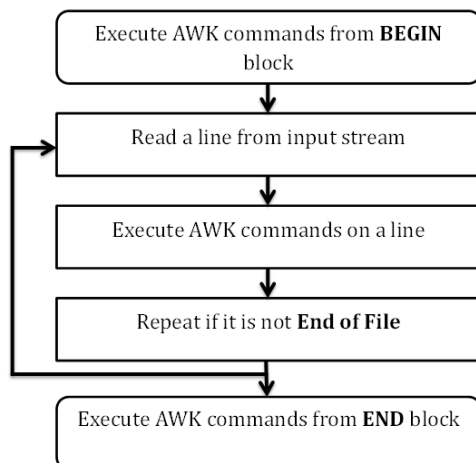 Execute AWK commands from BEGIN
block
Read a line from input stream
Execute AWK commands on a line
Repeat if it is not End of File
Execute AWK commands from END block